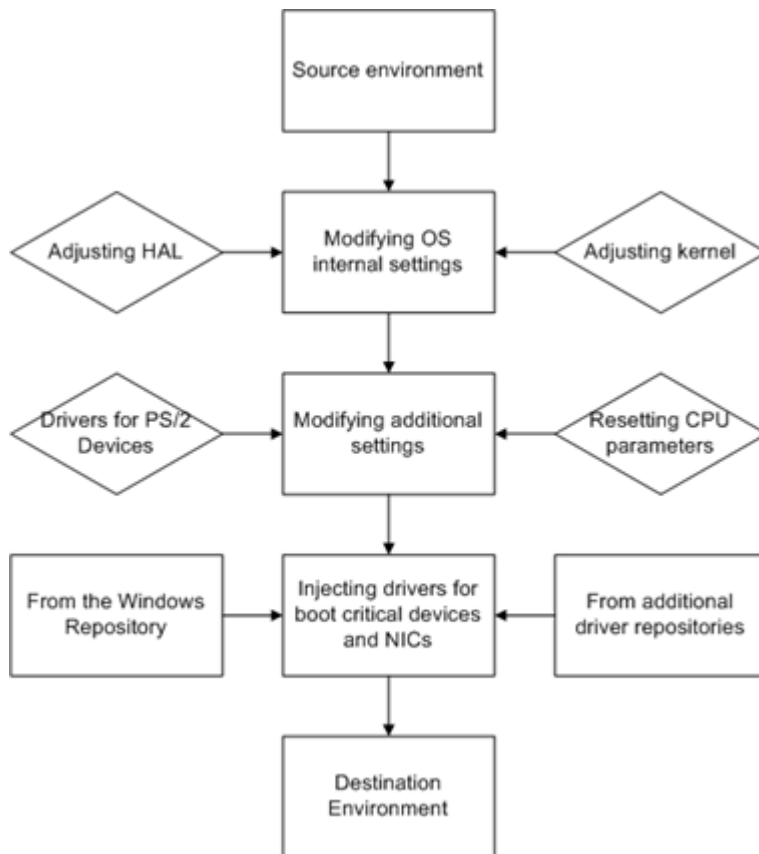 Source environment
Adjusting HAL
Modifying OS
internal settings
Adjusting kernel
Drivers for PS/2
Devices
Modifying additional
settings
Resetting CPU
parameters
From the Windows
Repository
Injecting drivers for
boot critical devices
and NICs
From additional
driver repositories
Destination
Environment